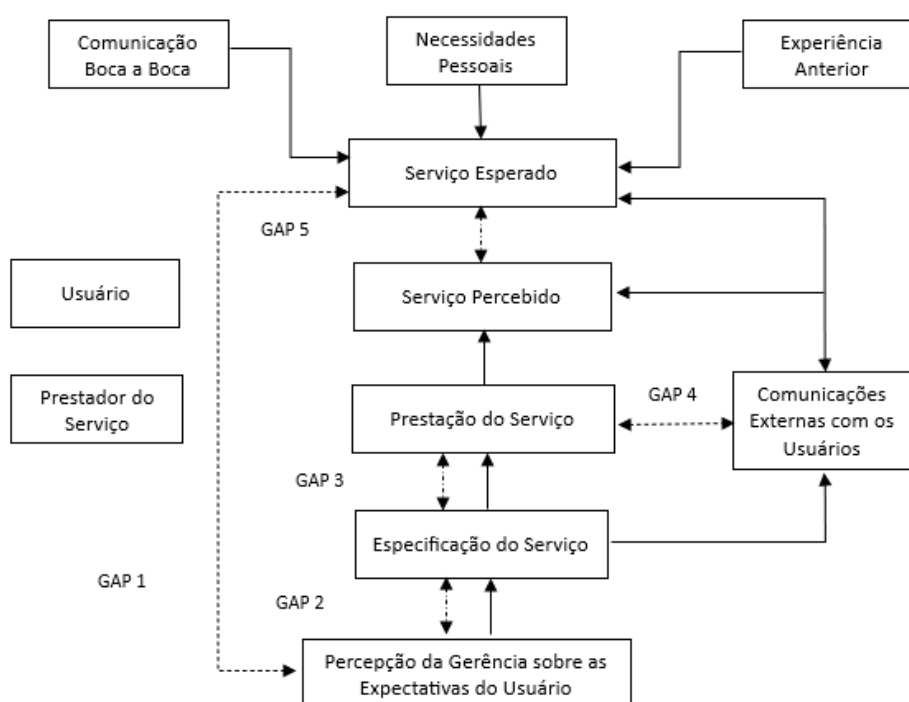 Comunicação
Boca a Boca
Necessidades
Pessoais
Experiência
Anterior
Serviço Esperado
GAP 5
Usuário
Serviço Percebido
Prestador do
Serviço
Prestação do Serviço
GAP 4
Comunicações
Externas com os
Usuários
GAP 3
Especificação do Serviço
GAP 1
GAP 2
Percepção da Gerência sobre as
Expectativas do Usuário